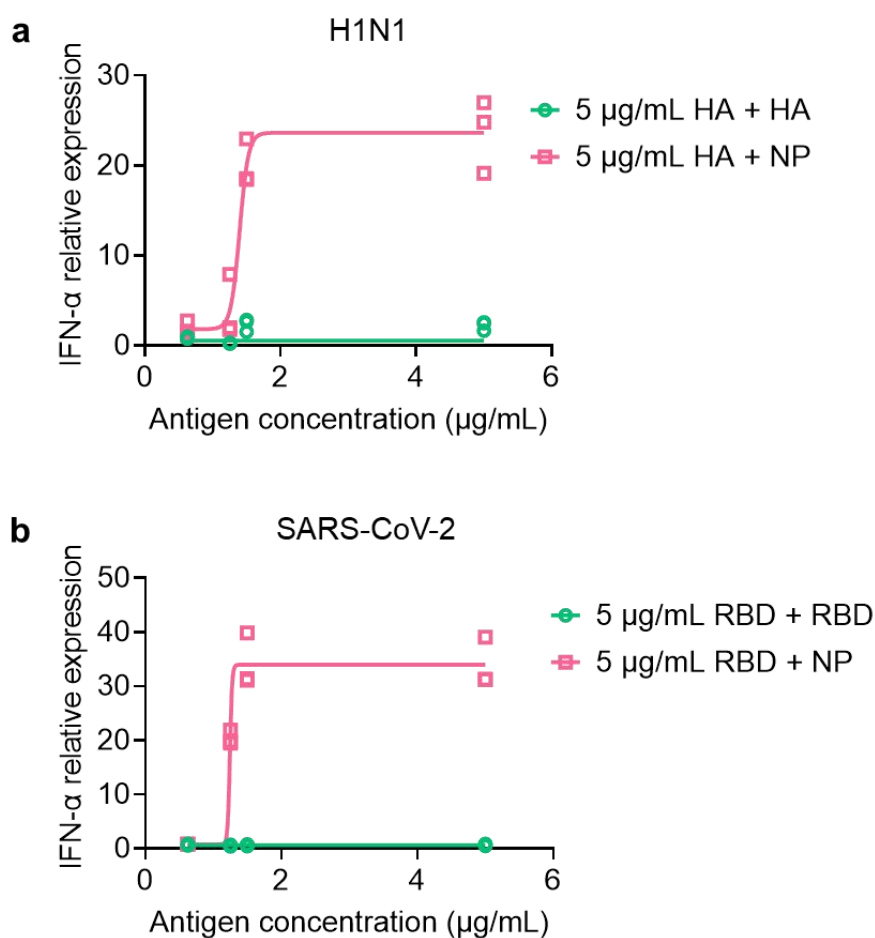 a
H1N1
IFN-α relative expression
30
20
10
0
0 2 4 6
Antigen concentration (μg/mL)
5 μg/mL HA + HA
5 μg/mL HA + NP
b
SARS-CoV-2
IFN-α relative expression
50
40
30
20
10
0
0 2 4 6
Antigen concentration (μg/mL)
5 μg/mL RBD + RBD
5 μg/mL RBD + NP